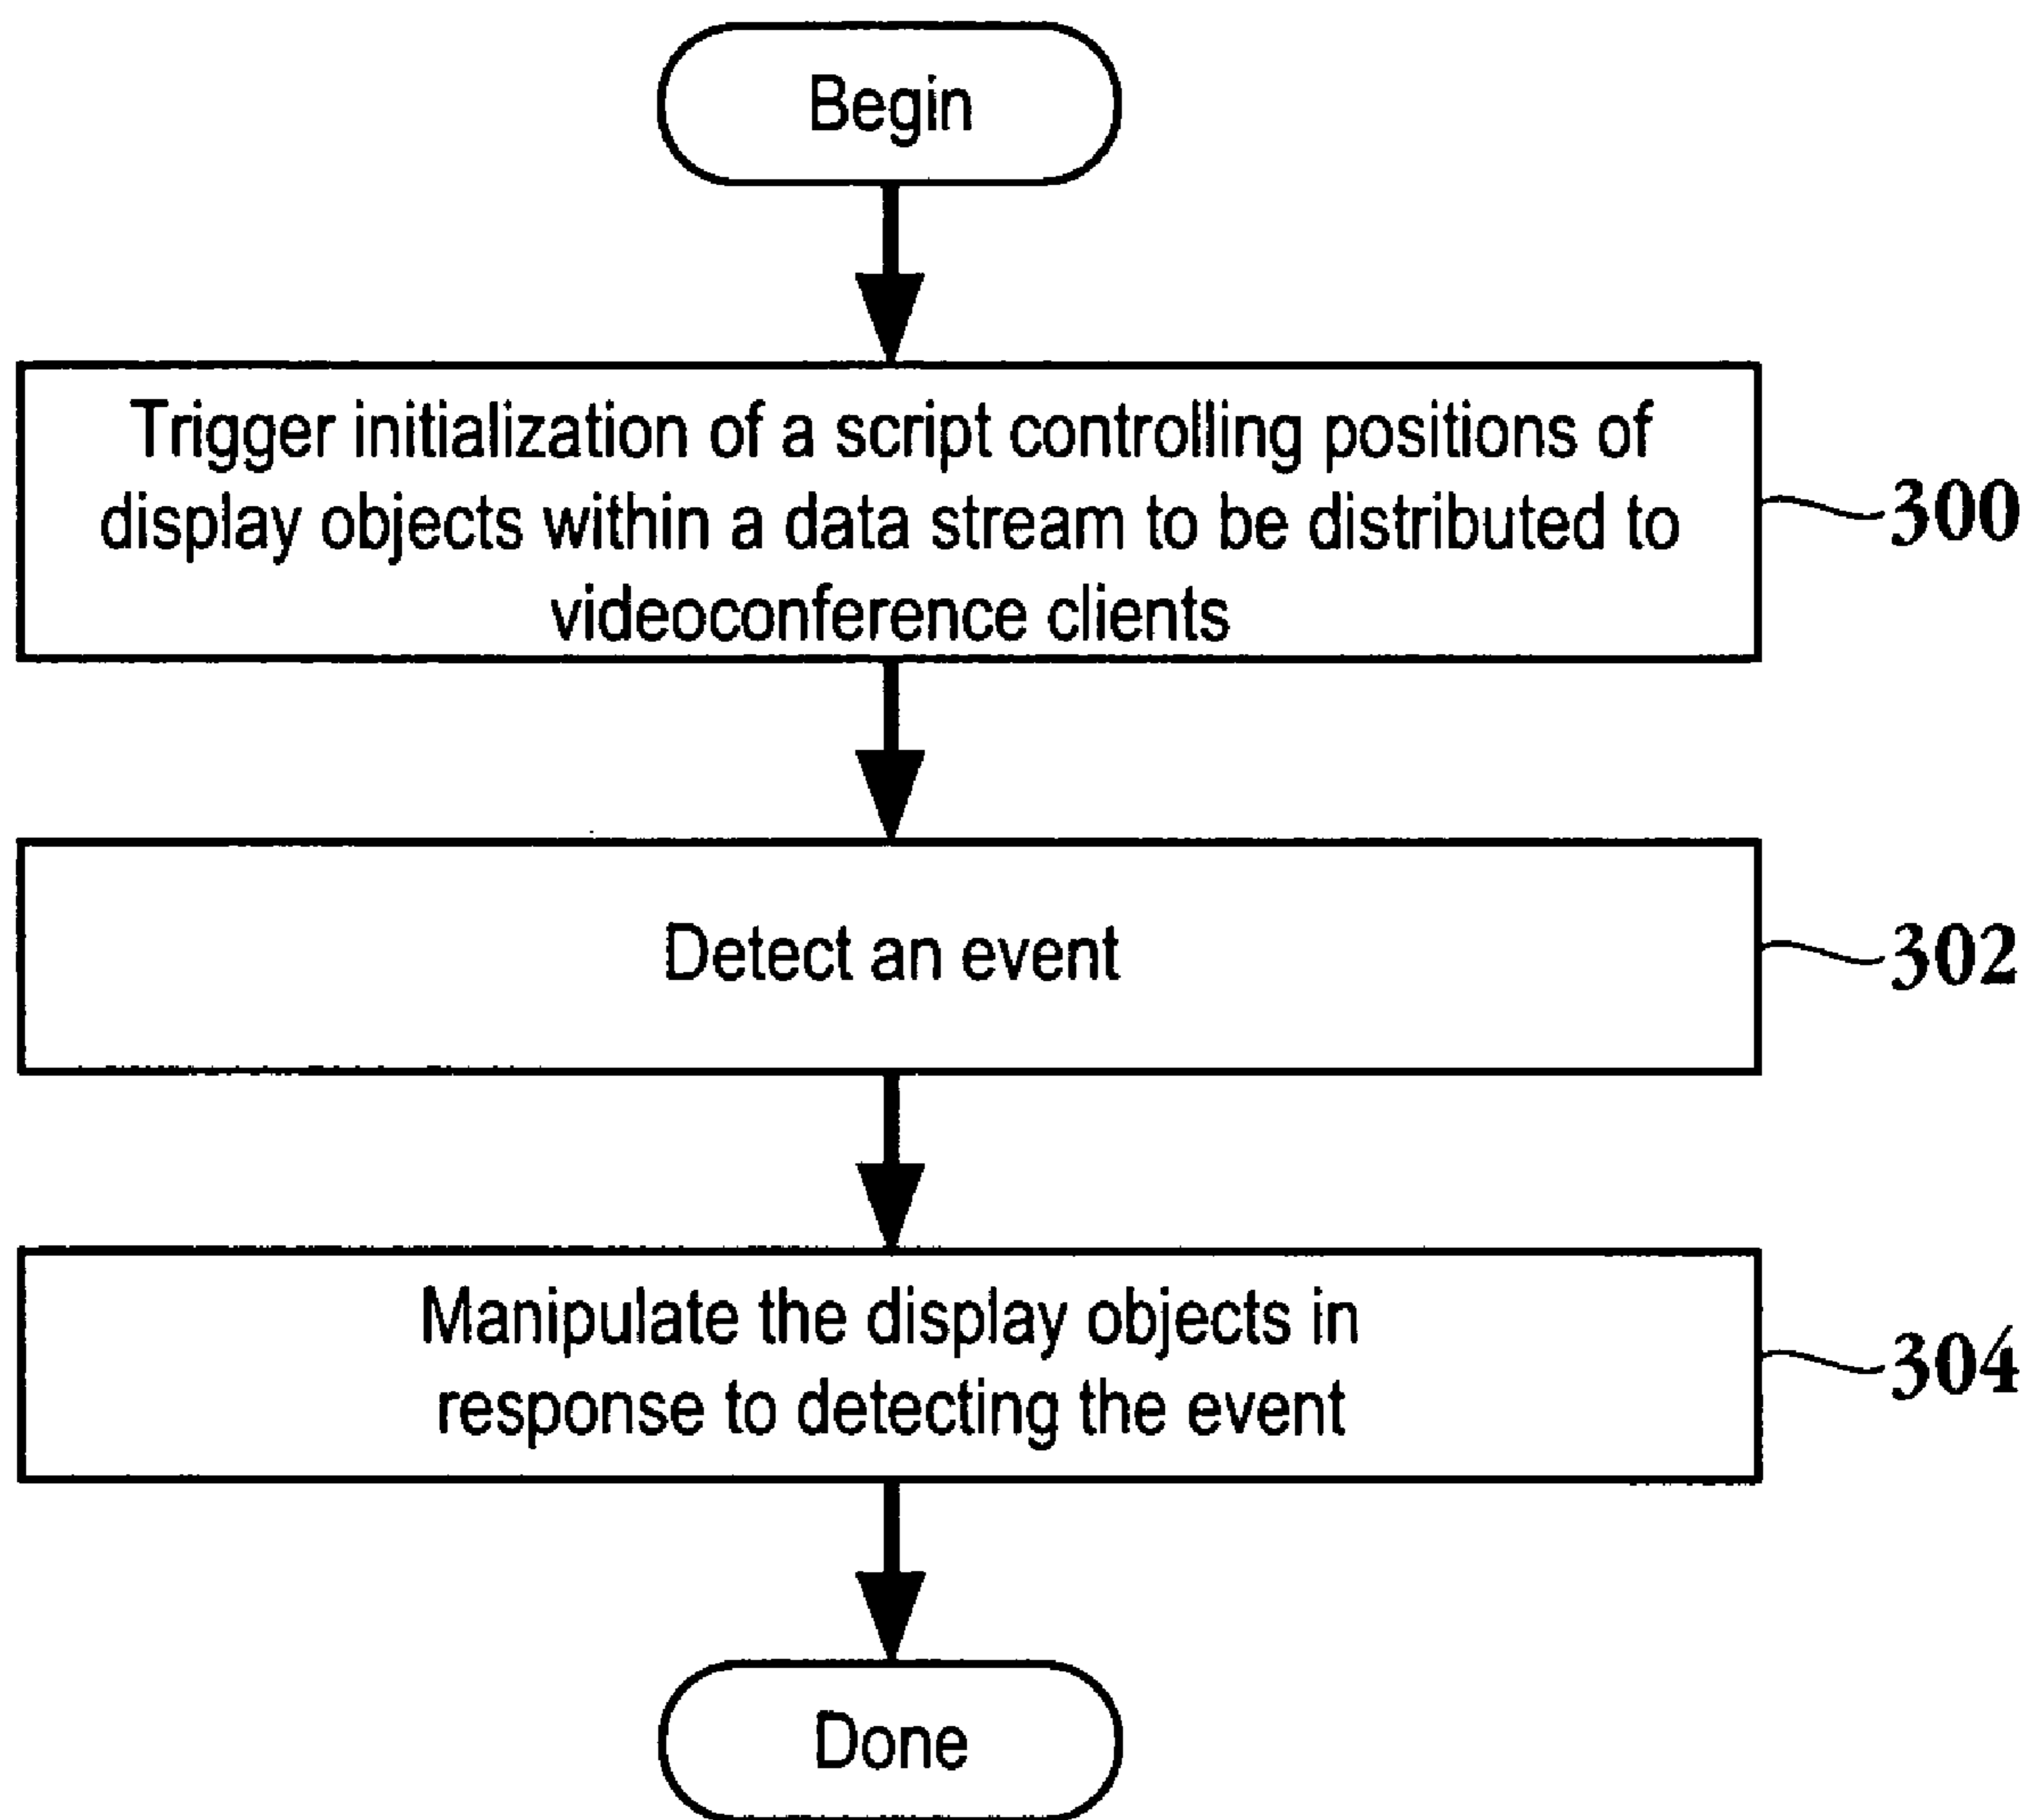 Begin
Trigger initialization of a script controlling positions of
display objects within a data stream to be distributed to
videoconference clients
300
Detect an event
302
Manipulate the display objects in
response to detecting the event
304
Done